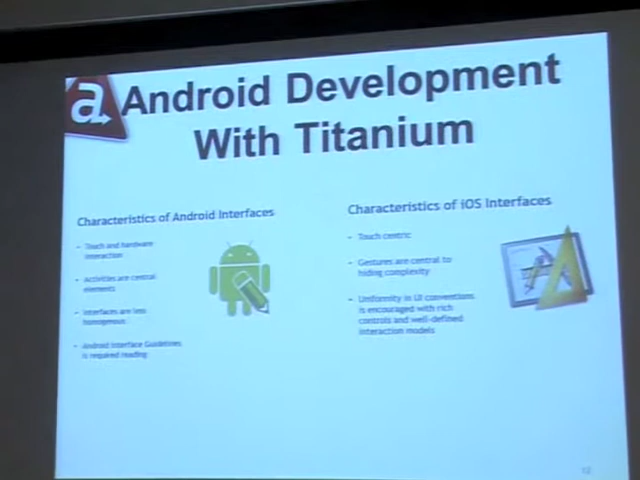 a
Android Development
With Titanium
Characteristics of Android Interfaces
- Touch and hardware
interaction
- Activities are central
elements
- Interfaces are less
homogenous
- Android Interface Guidelines
is required reading
Characteristics of iOS Interfaces
- Touch centric
- Gestures are central to
hiding complexity
- Uniformity in UI conventions
is encouraged with rich
controls and well-defined
interaction models